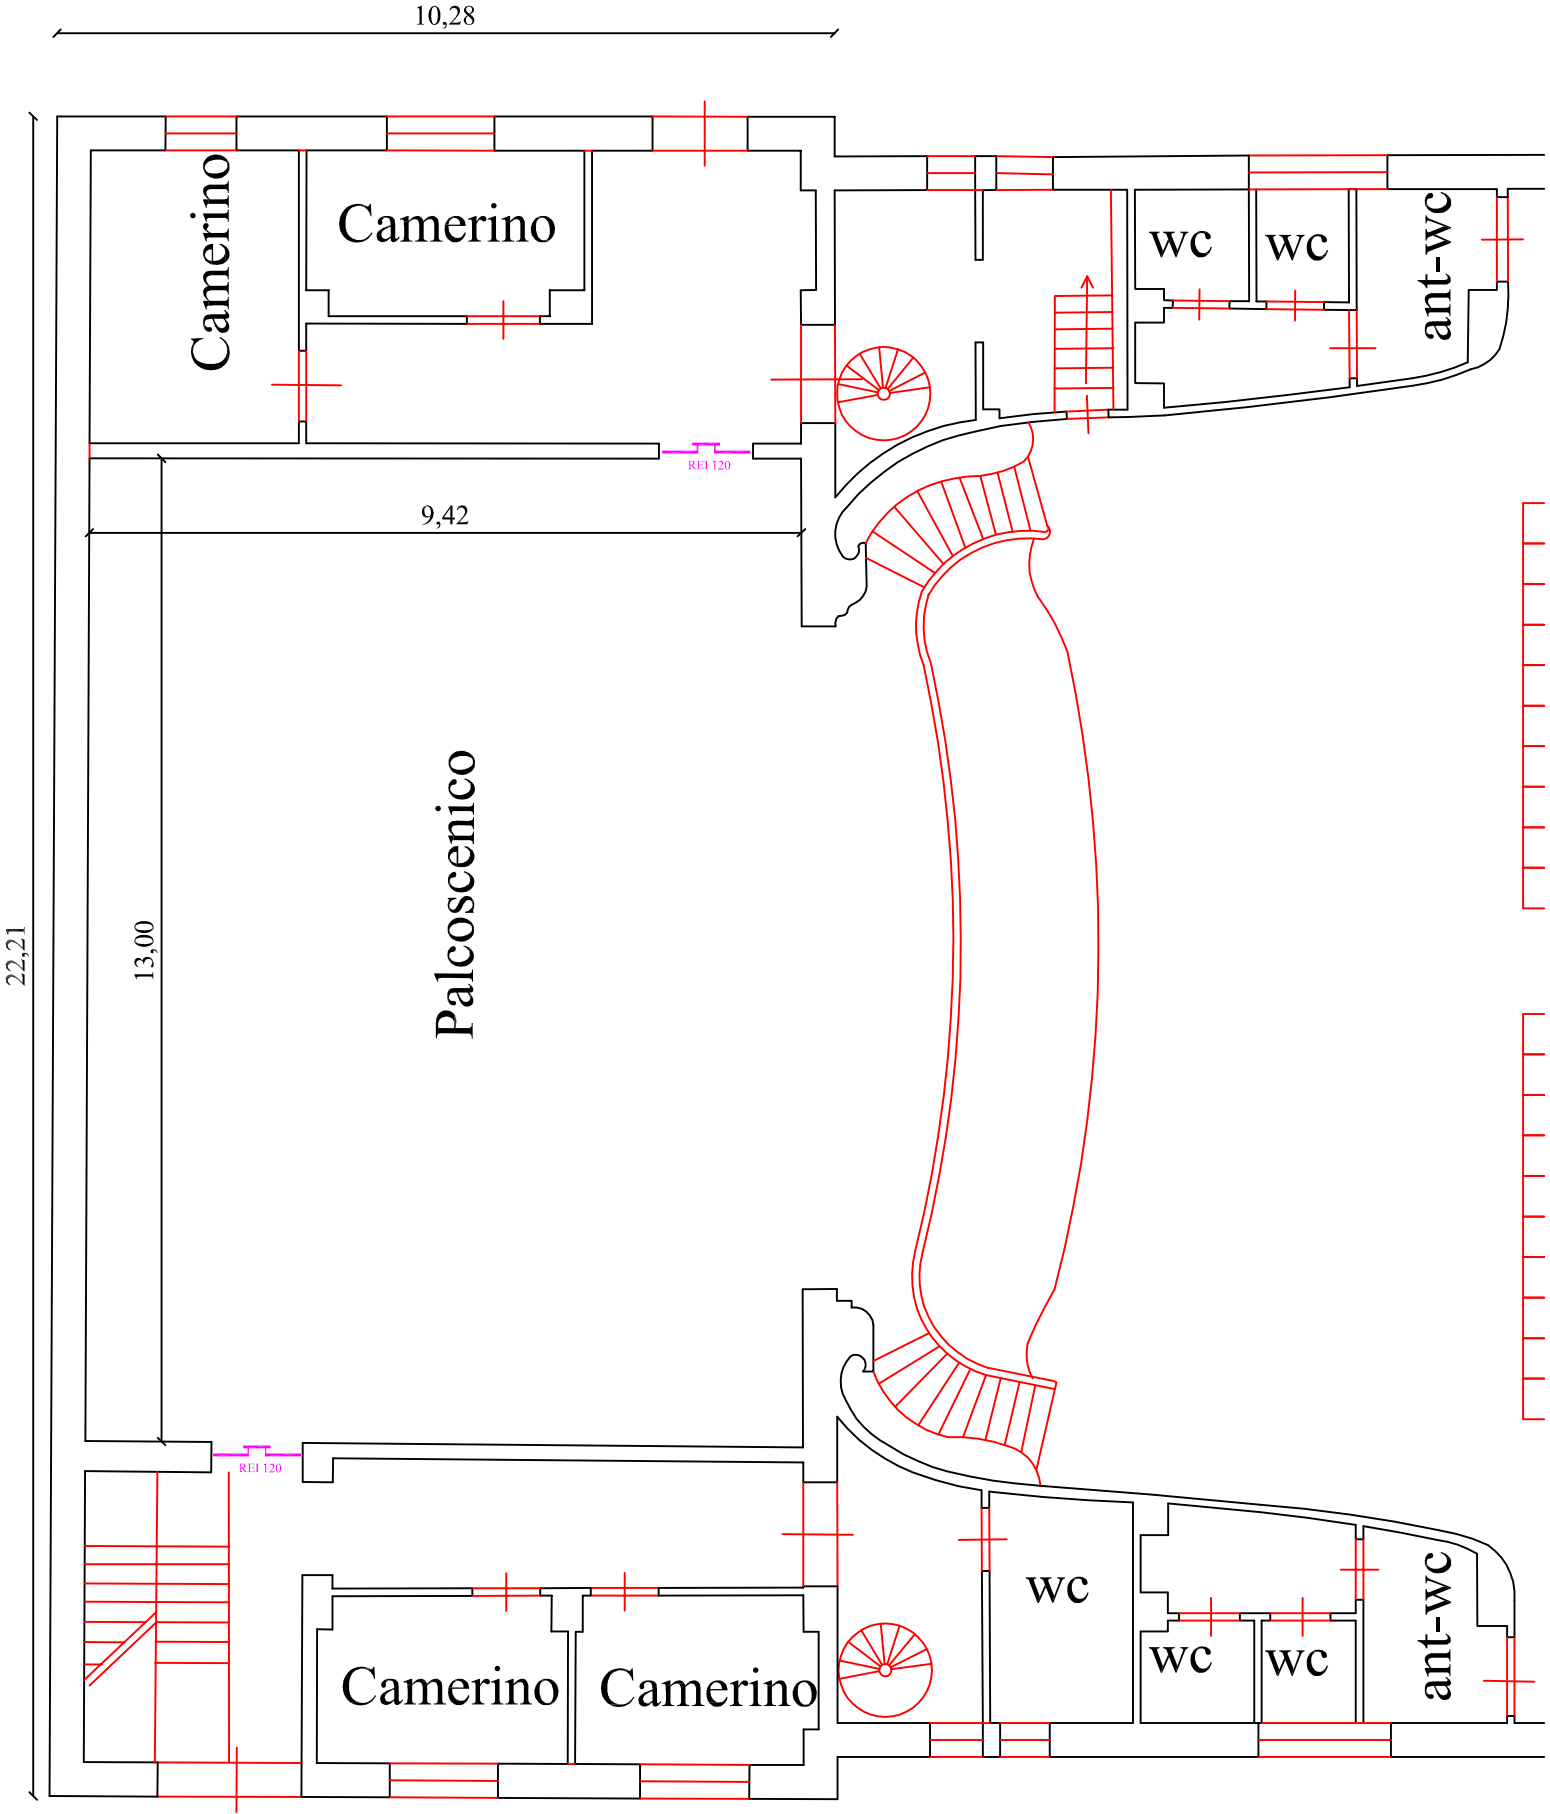 10,28
Camerino
Camerino
wc
wc
ant-wc
REI 120
9,42
Palcoscenico
22,21
13,00
REI 120
wc
ant-wc
wc
wc
Camerino
Camerino